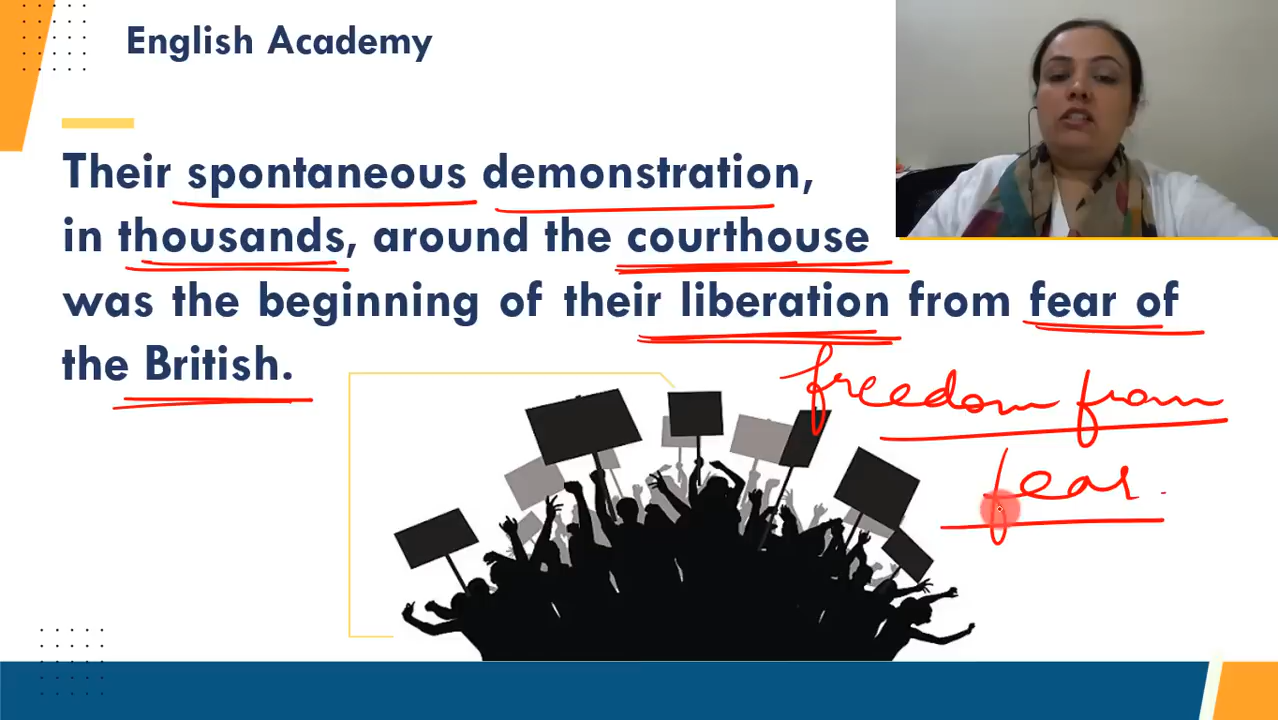 English Academy
Their spontaneous demonstration,
in thousands, around the courthouse
was the beginning of their liberation from fear of
the British.
freedom from
fear.